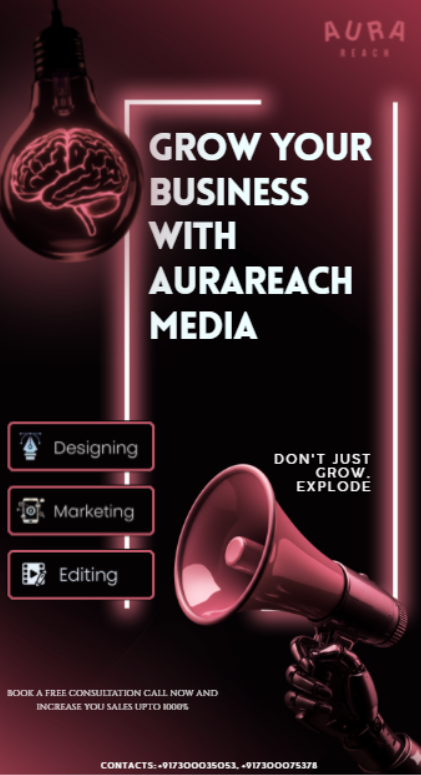 AURA
REACH
GROW YOUR
BUSINESS
WITH
AURAREACH
MEDIA
Designing
Marketing
Editing
DON'T JUST
GROW.
EXPLODE
BOOK A FREE CONSULTATION CALL NOW AND
INCREASE YOU SALES UPTO 1000%
CONTACTS:+917300035053, +917300075378